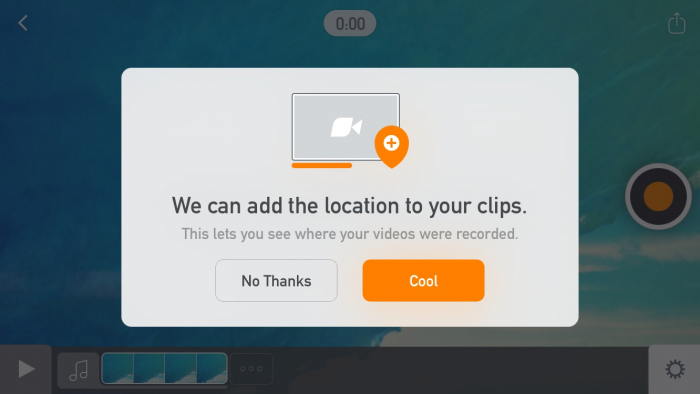 0:00
We can add the location to your clips.
This lets you see where your videos were recorded.
No Thanks
Cool